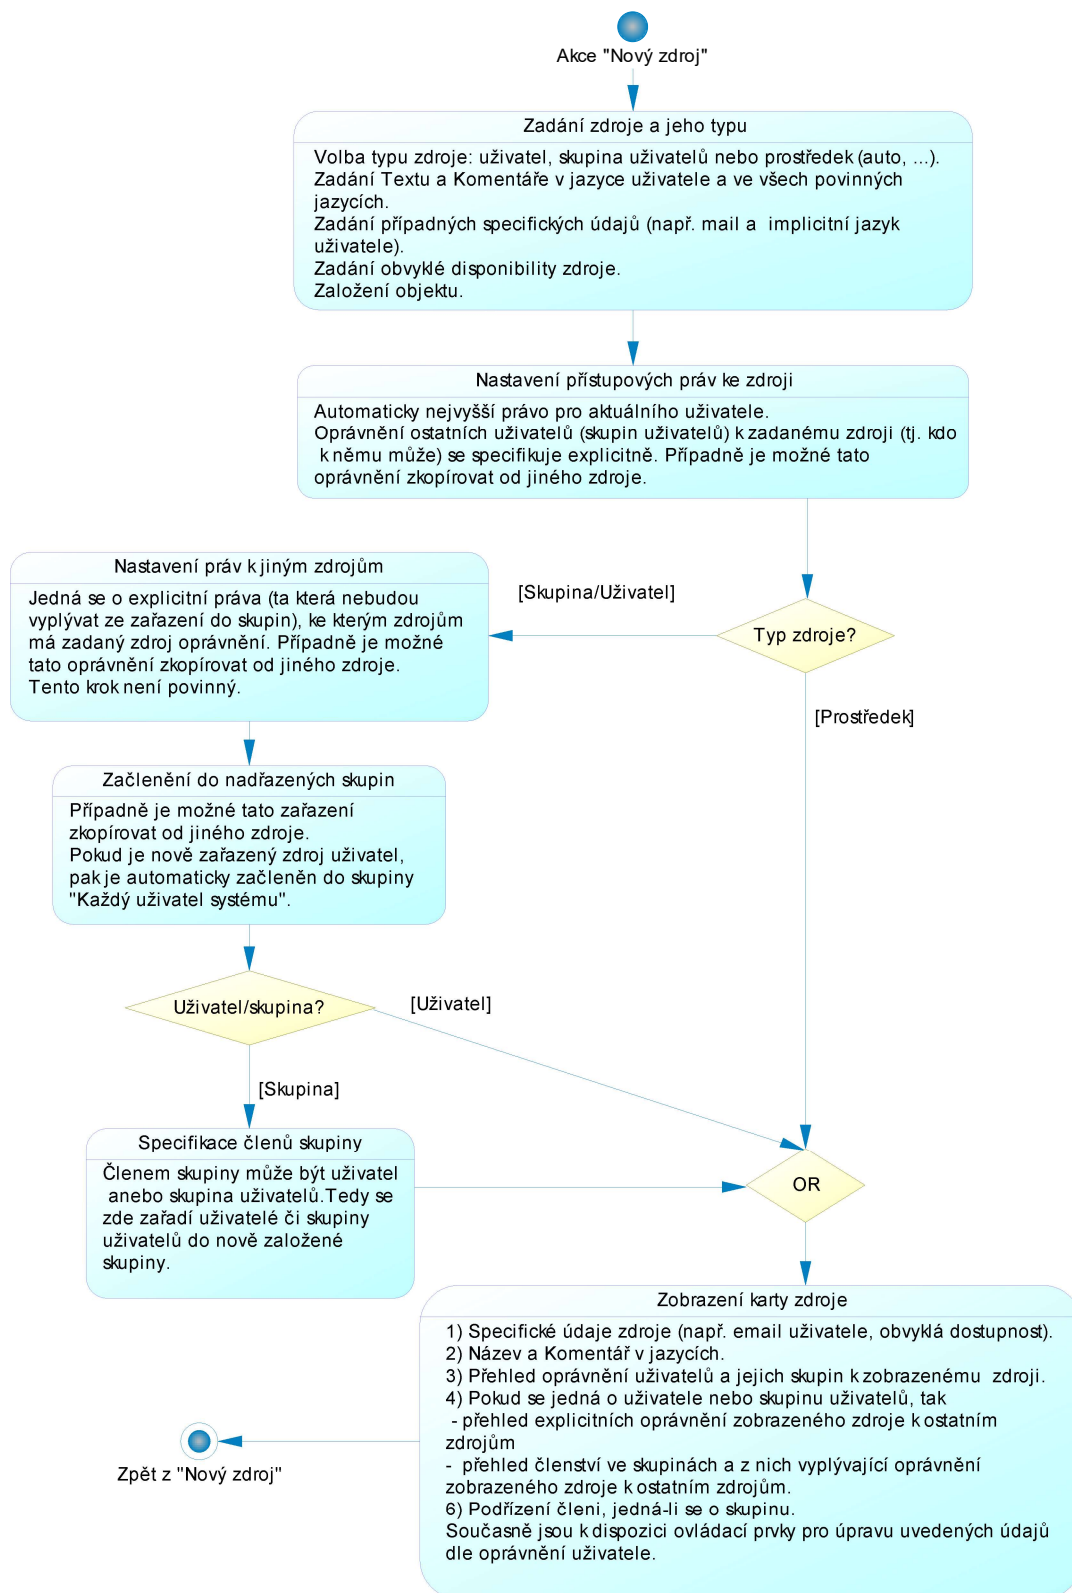 Akce "Nový zdroj"
Zadání zdroje a jeho typu
Volba typu zdroje: uživatel, skupina uživatelů nebo prostředek (auto, ...).
Zadání Textu a Komentáře v jazyce uživatele a ve všech povinných
jazycích.
Zadání případných specifických údajů (např. mail a implicitní jazyk
uživatele).
Zadání obvyklé disponibility zdroje.
Založení objektu.
Nastavení přístupových práv ke zdroji
Automaticky nejvyšší právo pro aktuálního uživatele.
Oprávnění ostatních uživatelů (skupin uživatelů) k zadanému zdroji (tj. kdo
k němu může) se specifikuje explicitně. Případně je možné tato
oprávnění zkopírovat od jiného zdroje.
Typ zdroje?
[Skupina/Uživatel]
[Prostředek]
Nastavení práv k jiným zdrojům
Jedná se o explicitní práva (ta která nebudou
vyplývat ze zařazení do skupin), ke kterým zdrojům
má zadaný zdroj oprávnění. Případně je možné
tato oprávnění zkopírovat od jiného zdroje.
Tento krok není povinný.
Začlenění do nadřazených skupin
Případně je možné tato zařazení
zkopírovat od jiného zdroje.
Pokud je nově zařazený zdroj uživatel,
pak je automaticky začleněn do skupiny
"Každý uživatel systému".
Uživatel/skupina?
[Uživatel]
[Skupina]
Specifikace členů skupiny
Členem skupiny může být uživatel
anebo skupina uživatelů.Tedy se
zde zařadí uživatelé či skupiny
uživatelů do nově založené
skupiny.
OR
Zobrazení karty zdroje
1) Specifické údaje zdroje (např. email uživatele, obvyklá dostupnost).
2) Název a Komentář v jazycích.
3) Přehled oprávnění uživatelů a jejich skupin k zobrazenému zdroji.
4) Pokud se jedná o uživatele nebo skupinu uživatelů, tak
- přehled explicitních oprávnění zobrazeného zdroje k ostatním
zdrojům
- přehled členství ve skupinách a z nich vyplývající oprávnění
zobrazeného zdroje k ostatním zdrojům.
6) Podřízení členi, jedná-li se o skupinu.
Současně jsou k dispozici ovládací prvky pro úpravu uvedených údajů
dle oprávnění uživatele.
Zpět z "Nový zdroj"